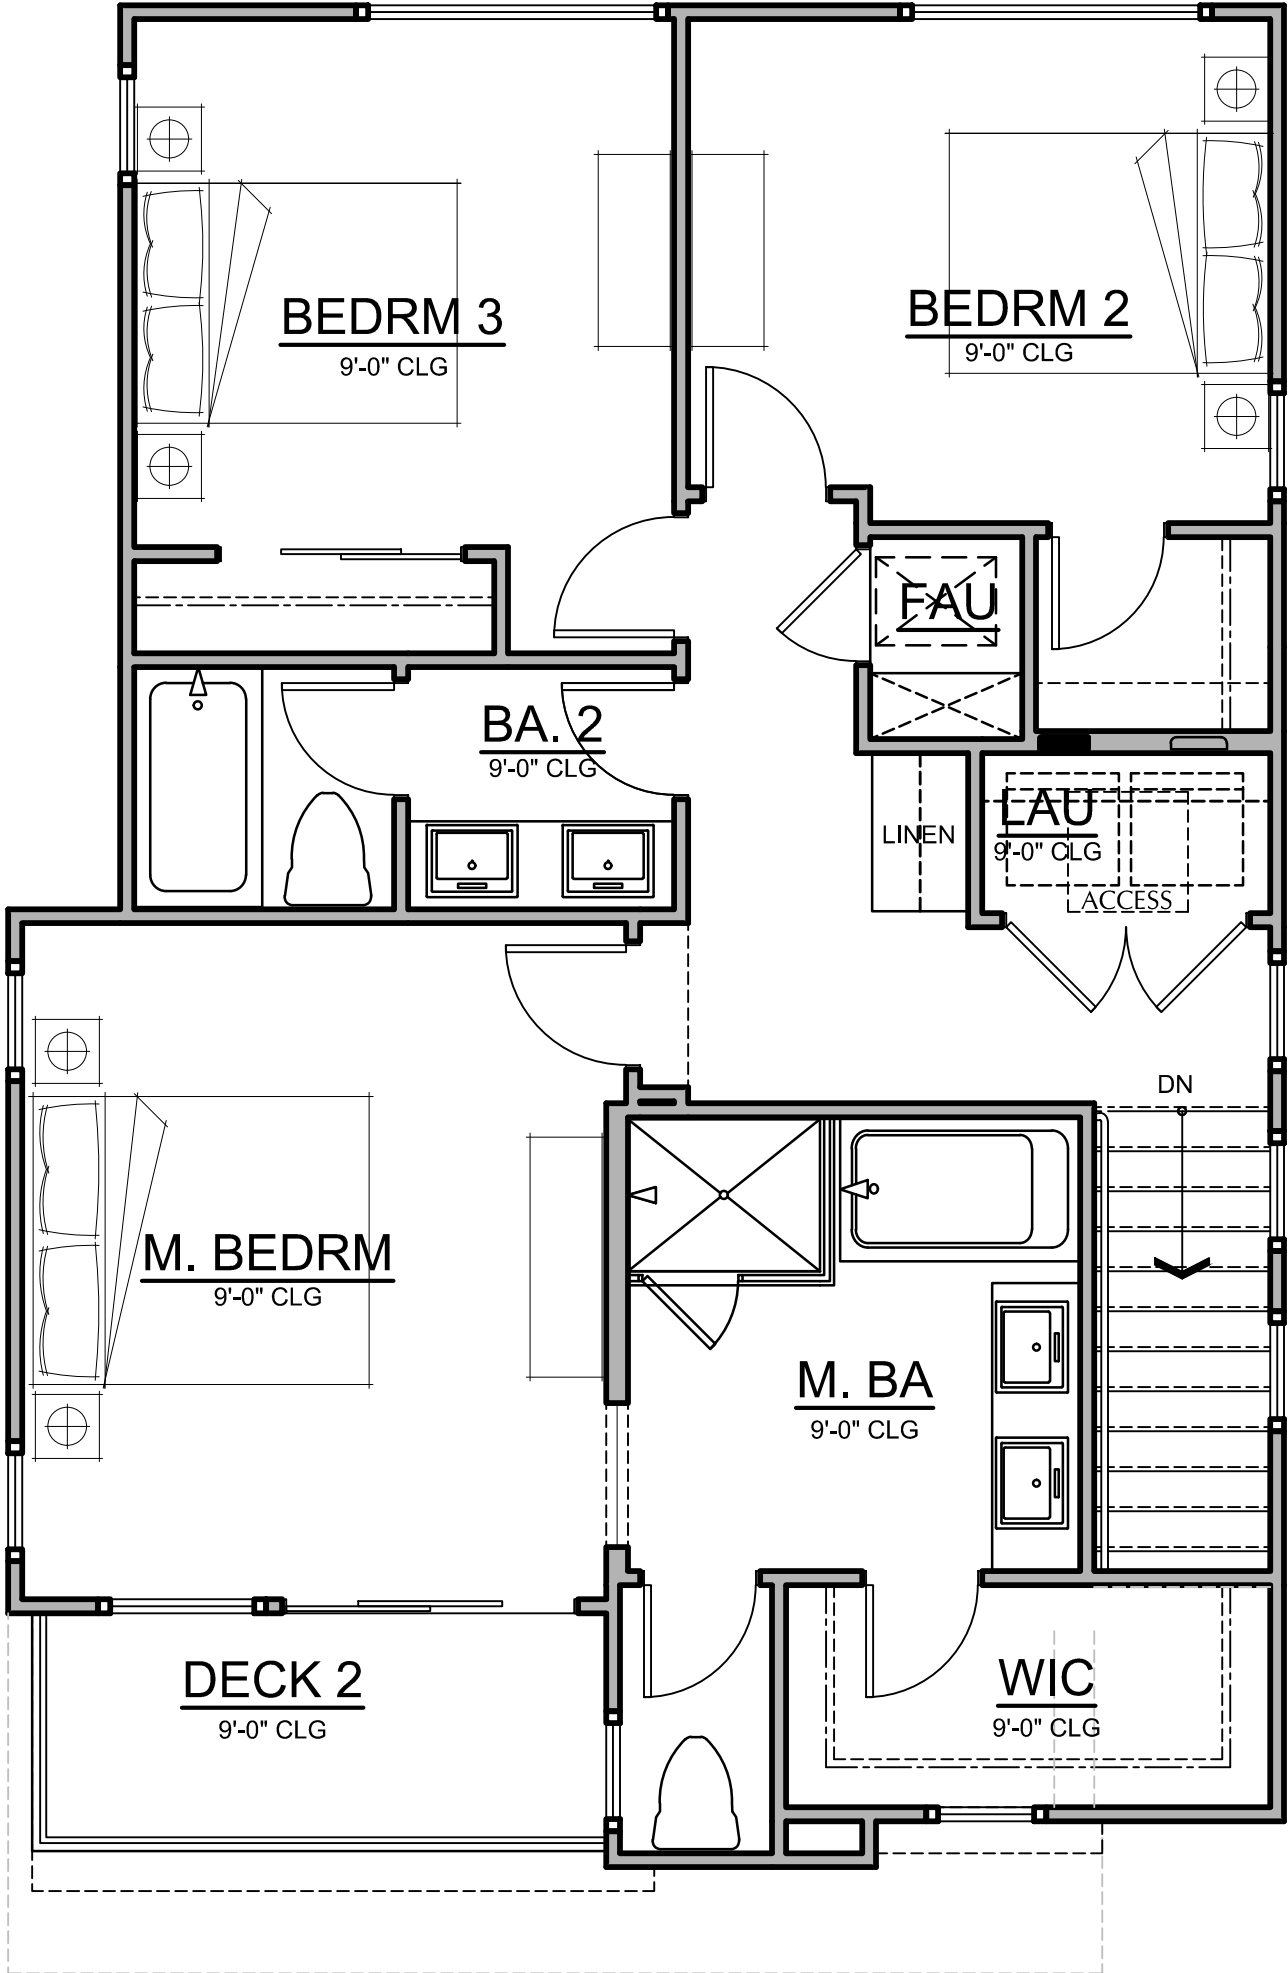 BEDRM 3
9'-0" CLG
BEDRM 2
9'-0" CLG
FAU
BA. 2
9'-0" CLG
LINEN
LAU
9'-0" CLG
ACCESS
DN
M. BEDRM
9'-0" CLG
M. BA
9'-0" CLG
DECK 2
9'-0" CLG
WIC
9'-0" CLG